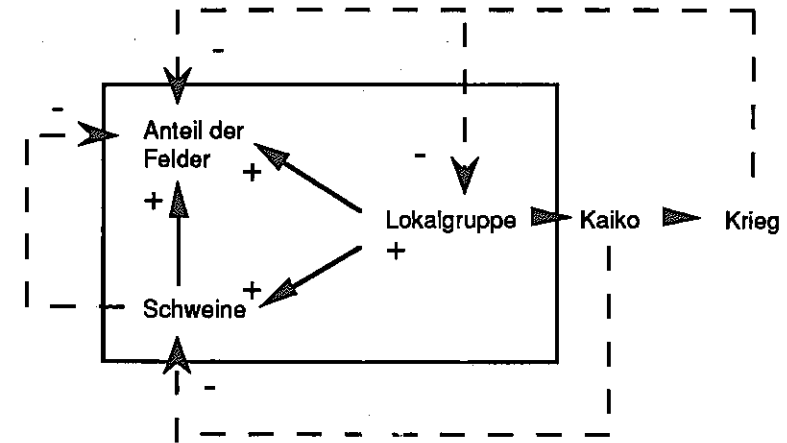 -
-
Anteil der
Felder
+
-
+
Lokalgruppe
Kaiko
Krieg
+
+
Schweine
-